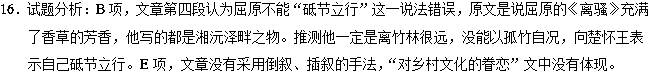 16．试题分析：B 项，文章第四段认为屈原不能“砥节立行”这一说法错误，原文是说屈原的《离骚》充满
了香草的芳香，他写的都是湘沅泽畔之物。推测他一定是离竹林很远，没能以孤竹自况，向楚怀王表
示自己砥节立行。E 项，文章没有采用倒叙、插叙的手法，“对乡村文化的眷恋”文中没有体现。